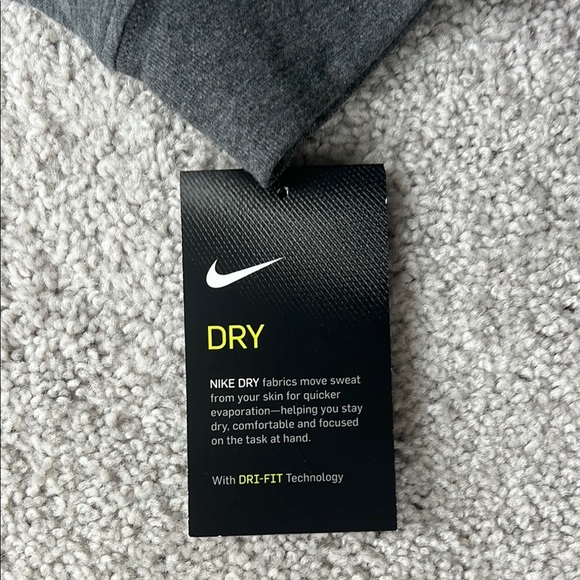 DRY
NIKE DRY fabrics move sweat
from your skin for quicker
evaporation—helping you stay
dry, comfortable and focused
on the task at hand.
With DRI-FIT Technology